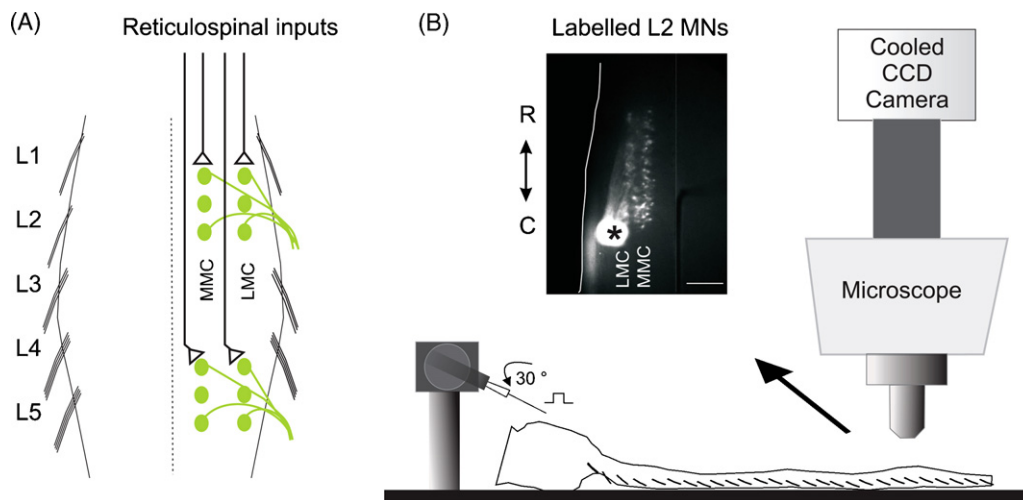 (A)
Reticulospinal inputs
L1
L2
L3
L4
L5
MMC
LMC
(B)
Labelled L2 MNs
R
C
*
LMC
MMC
Cooled
CCD
Camera
Microscope
30 °